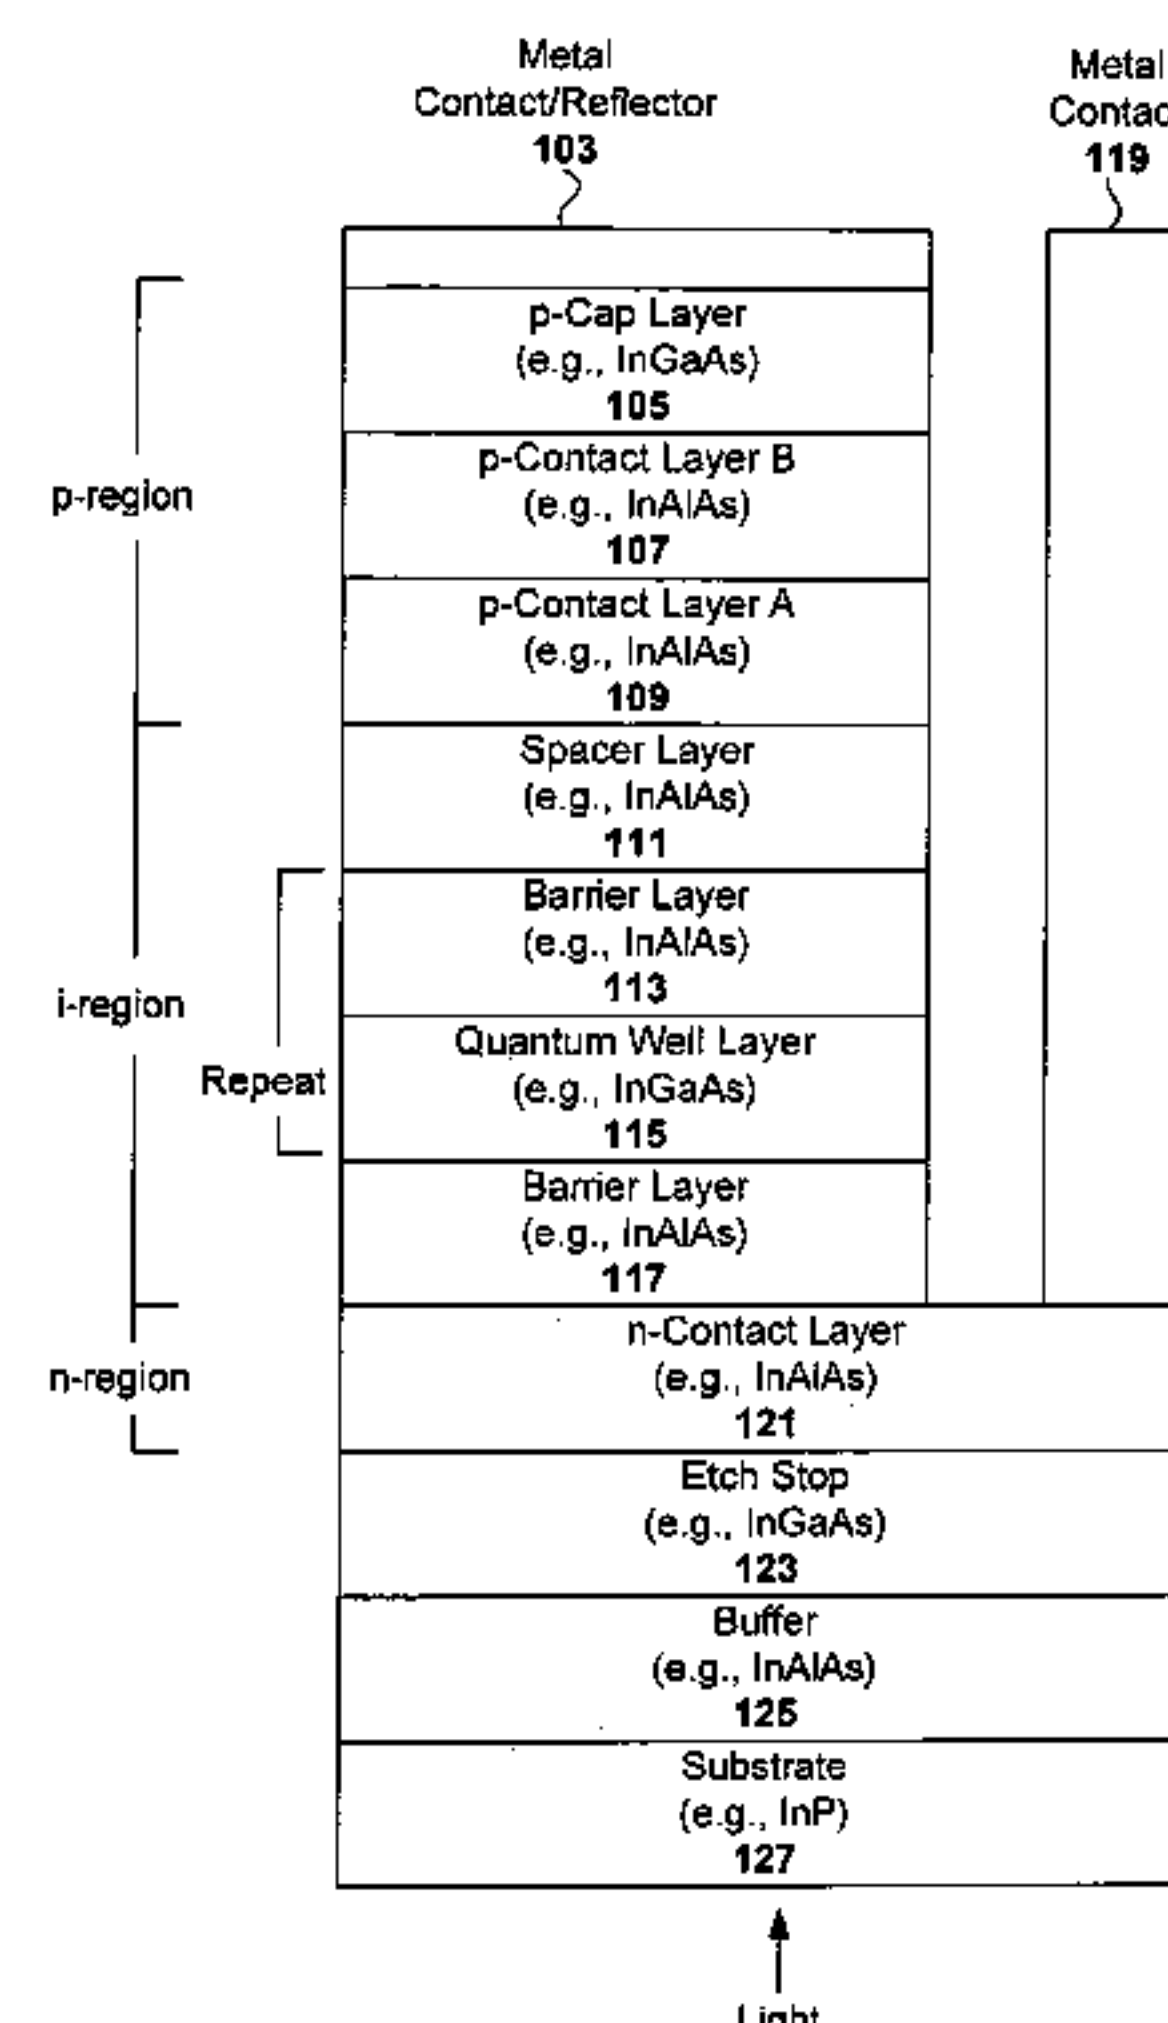 Metal
Contact/Reflector
103
Metal
Contac
119
p-Cap Layer
(e.g., InGaAs)
105
p-Contact Layer B
(e.g., InAlAs)
107
p-region
p-Contact Layer A
(e.g., InAlAs)
109
Spacer Layer
(e.g., InAlAs)
111
Barrier Layer
(e.g., InAlAs)
113
i-region
Quantum Well Layer
(e.g., InGaAs)
115
Repeat
Barrier Layer
(e.g., InAlAs)
117
n-Contact Layer
(e.g., InAlAs)
121
n-region
Etch Stop
(e.g., InGaAs)
123
Buffer
(e.g., InAlAs)
125
Substrate
(e.g., InP)
127
Light